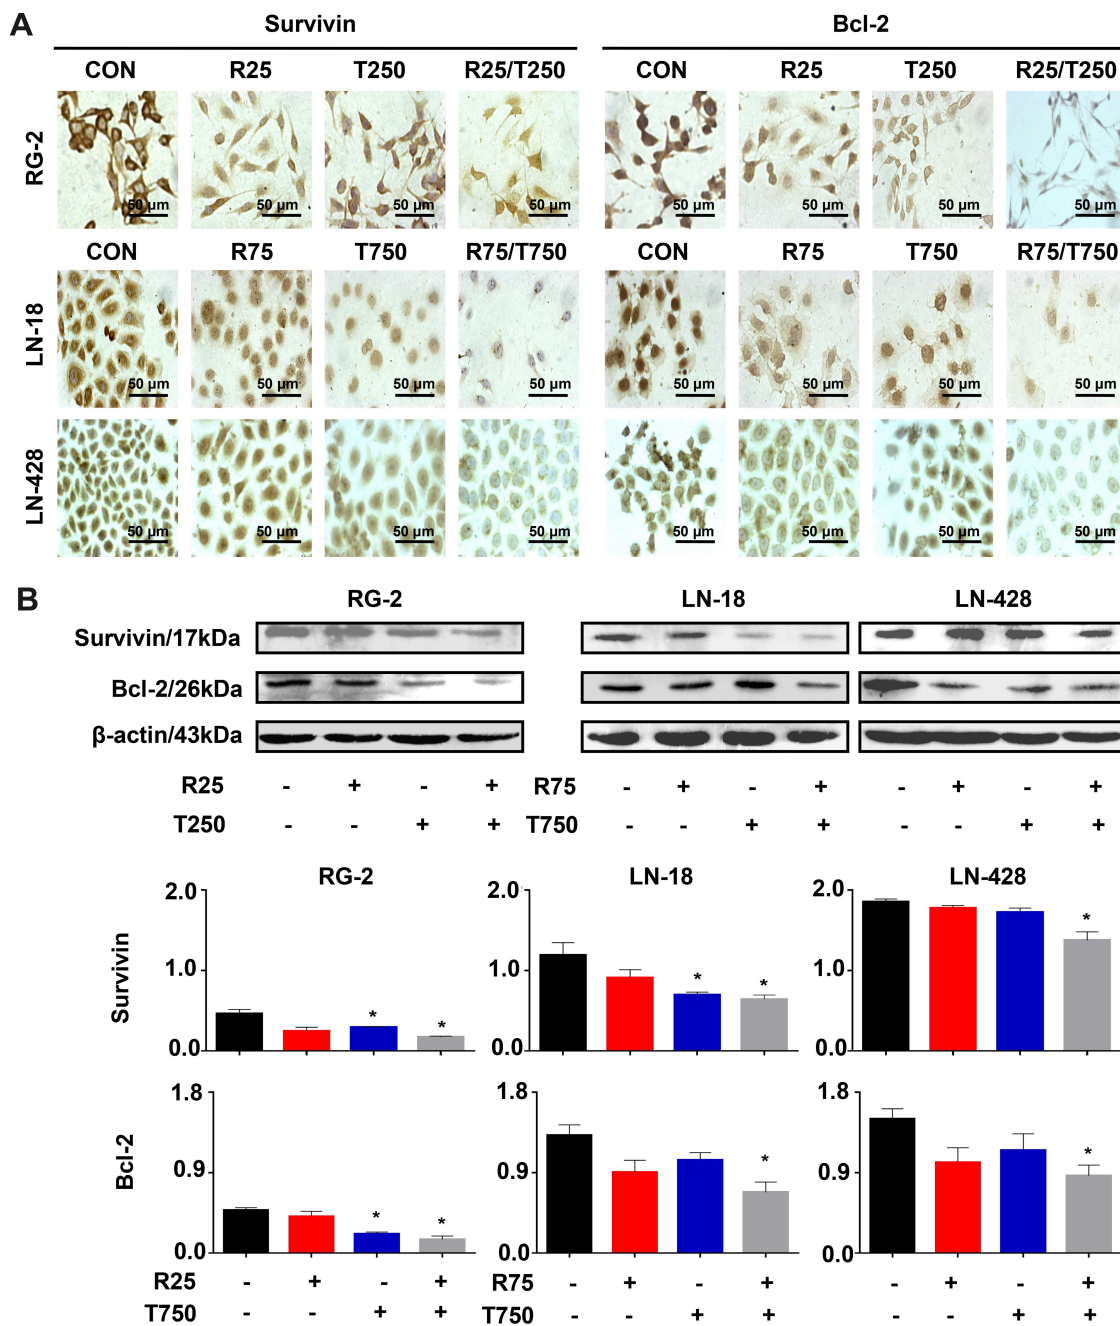 A
Survivin Bcl-2
CON R25 T250 R25/T250 CON R25 T250 R25/T250
RG-2
50 µm 50 µm 50 µm 50 µm 50 µm 50 µm 50 µm 50 µm
CON R75 T750 R75/T750 CON R75 T750 R75/T750
LN-18
50 µm 50 µm 50 µm 50 µm 50 µm 50 µm 50 µm 50 µm
LN-428
50 µm 50 µm 50 µm 50 µm 50 µm 50 µm 50 µm 50 µm
B
RG-2 LN-18 LN-428
Survivin/17kDa
Bcl-2/26kDa
β-actin/43kDa
R25 - + - + R75 - + - + - + - +
T250 - - + + T750 - - + + - - + +
RG-2 LN-18 LN-428
Survivin
2.0 2.0 2.0
1.0 1.0 1.0
0.0 0.0 0.0
* * * * *
Bcl-2
1.8 1.8 1.8
0.9 0.9 0.9
0.0 0.0 0.0
* * * *
R25 - + - + R75 - + - + - + - +
T750 - - + + T750 - - + + - - + +